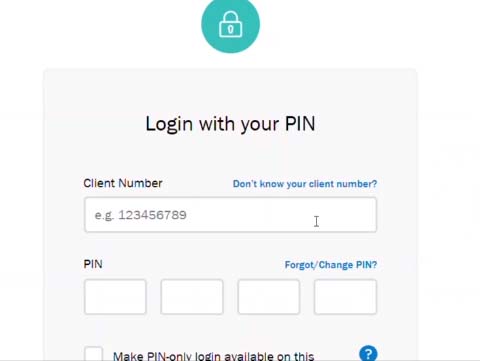 Login with your PIN
Client Number
Don't know your client number?
e.g. 123456789
PIN
Forgot/Change PIN?
Make PIN-only login available on this
?